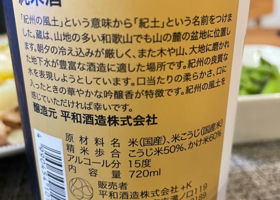 純米酒
「紀州の風土」という意味から「紀土」という名前をつけま
した。蔵は、山地の多い和歌山でも山の麓の盆地に位置し
ます。朝夕の冷え込みが厳しく、また木や山、大地に磨かれ
た地下水が豊富な酒造に適した場所です。紀州の良質な
水を表現しようとしています。口当たりの柔らかさ、口に
入ったときの華やかな吟醸香が特徴です。紀州の風土を
感じていただければ幸いです。
醸造元 平和酒造株式会社
原材料名 米(国産)、米こうじ(国産米)
精米歩合 こうじ米50%、かけ米60%
アルコール分 15度
内容量 720ml
販売者
平和酒造株式会社+K
溝ノ口119